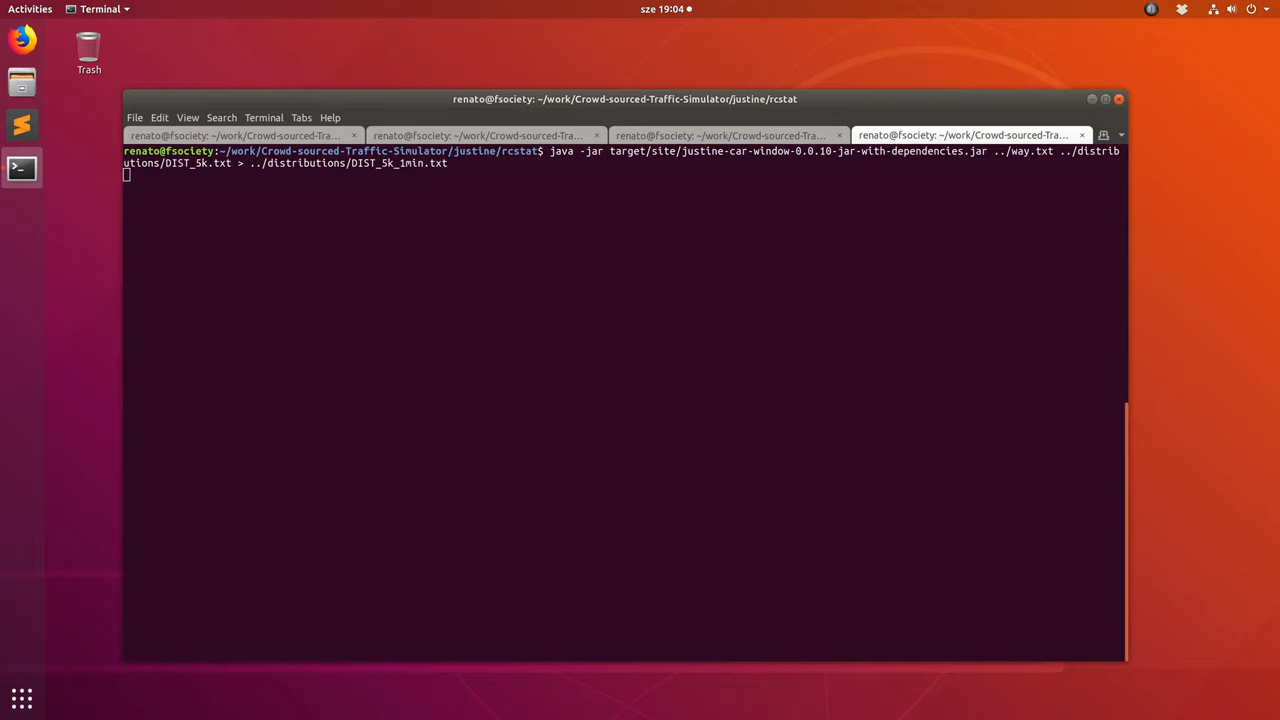 Activities
Terminal
sze 19:04
Trash
renato@fsociety: ~/work/Crowd-sourced-Traffic-Simulator/justine/rcstat
File Edit View Search Terminal Tabs Help
renato@fsociety: ~/work/Crowd-sourced-Tra...
renato@fsociety: ~/work/Crowd-sourced-Tra...
renato@fsociety: ~/work/Crowd-sourced-Tra...
renato@fsociety: ~/work/Crowd-sourced-Tra...
renato@fsociety:~/work/Crowd-sourced-Traffic-Simulator/justine/rcstat$ java -jar target/site/justine-car-window-0.0.10-jar-with-dependencies.jar ../way.txt ../distrib
utions/DIST_5k.txt > ../distributions/DIST_5k_1min.txt